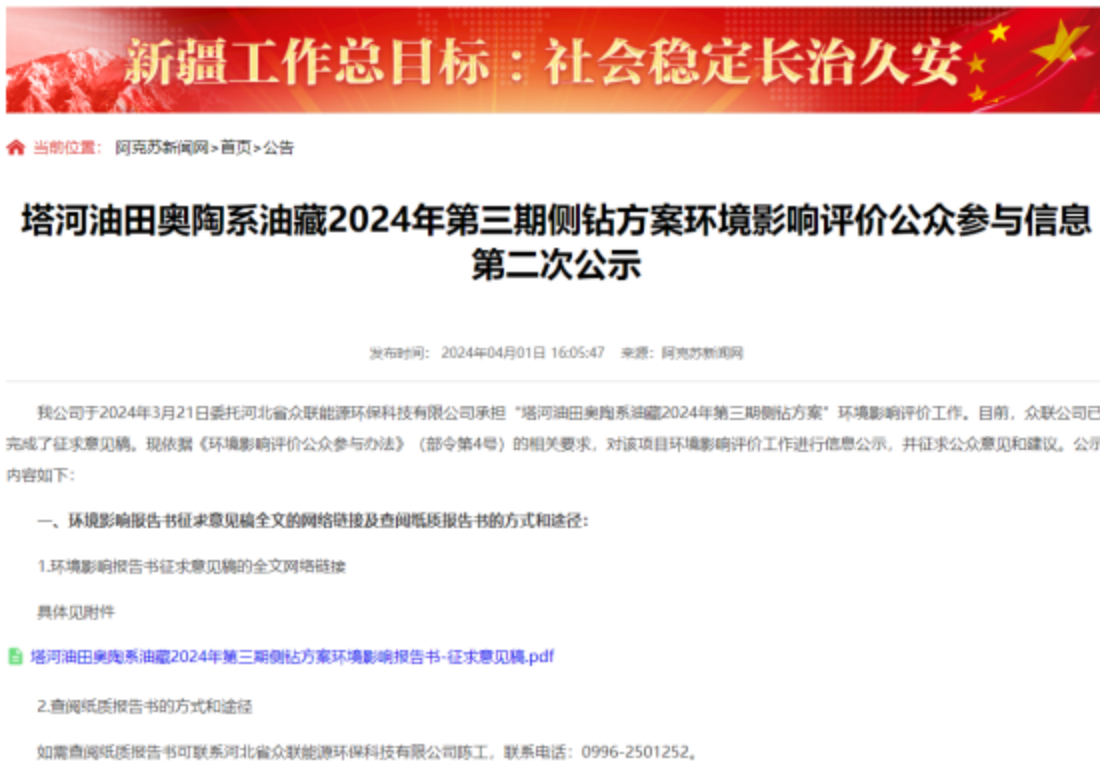 新疆工作总目标：社会稳定长治久安
当前位置： 阿克苏新闻网>首页>公告
塔河油田奥陶系油藏2024年第三期侧钻方案环境影响评价公众参与信息
第二次公示
发布时间： 2024年04月01日 16:05:47 来源：阿克苏新闻网
我公司于2024年3月21日委托河北省众联能源环保科技有限公司承担“塔河油田奥陶系油藏2024年第三期侧钻方案”环境影响评价工作。目前，众联公司已
完成了征求意见稿。现依据《环境影响评价公众参与办法》（部令第4号）的相关要求，对该项目环境影响评价工作进行信息公示，并征求公众意见和建议。公示
内容如下：
一、环境影响报告书征求意见稿全文的网络链接及查阅纸质报告书的方式和途径：
1.环境影响报告书征求意见稿的全文网络链接
具体见附件
塔河油田奥陶系油藏2024年第三期侧钻方案环境影响报告书-征求意见稿.pdf
2.查阅纸质报告书的方式和途径
如需查阅纸质报告书可联系河北省众联能源环保科技有限公司陈工，联系电话：0996-2501252。